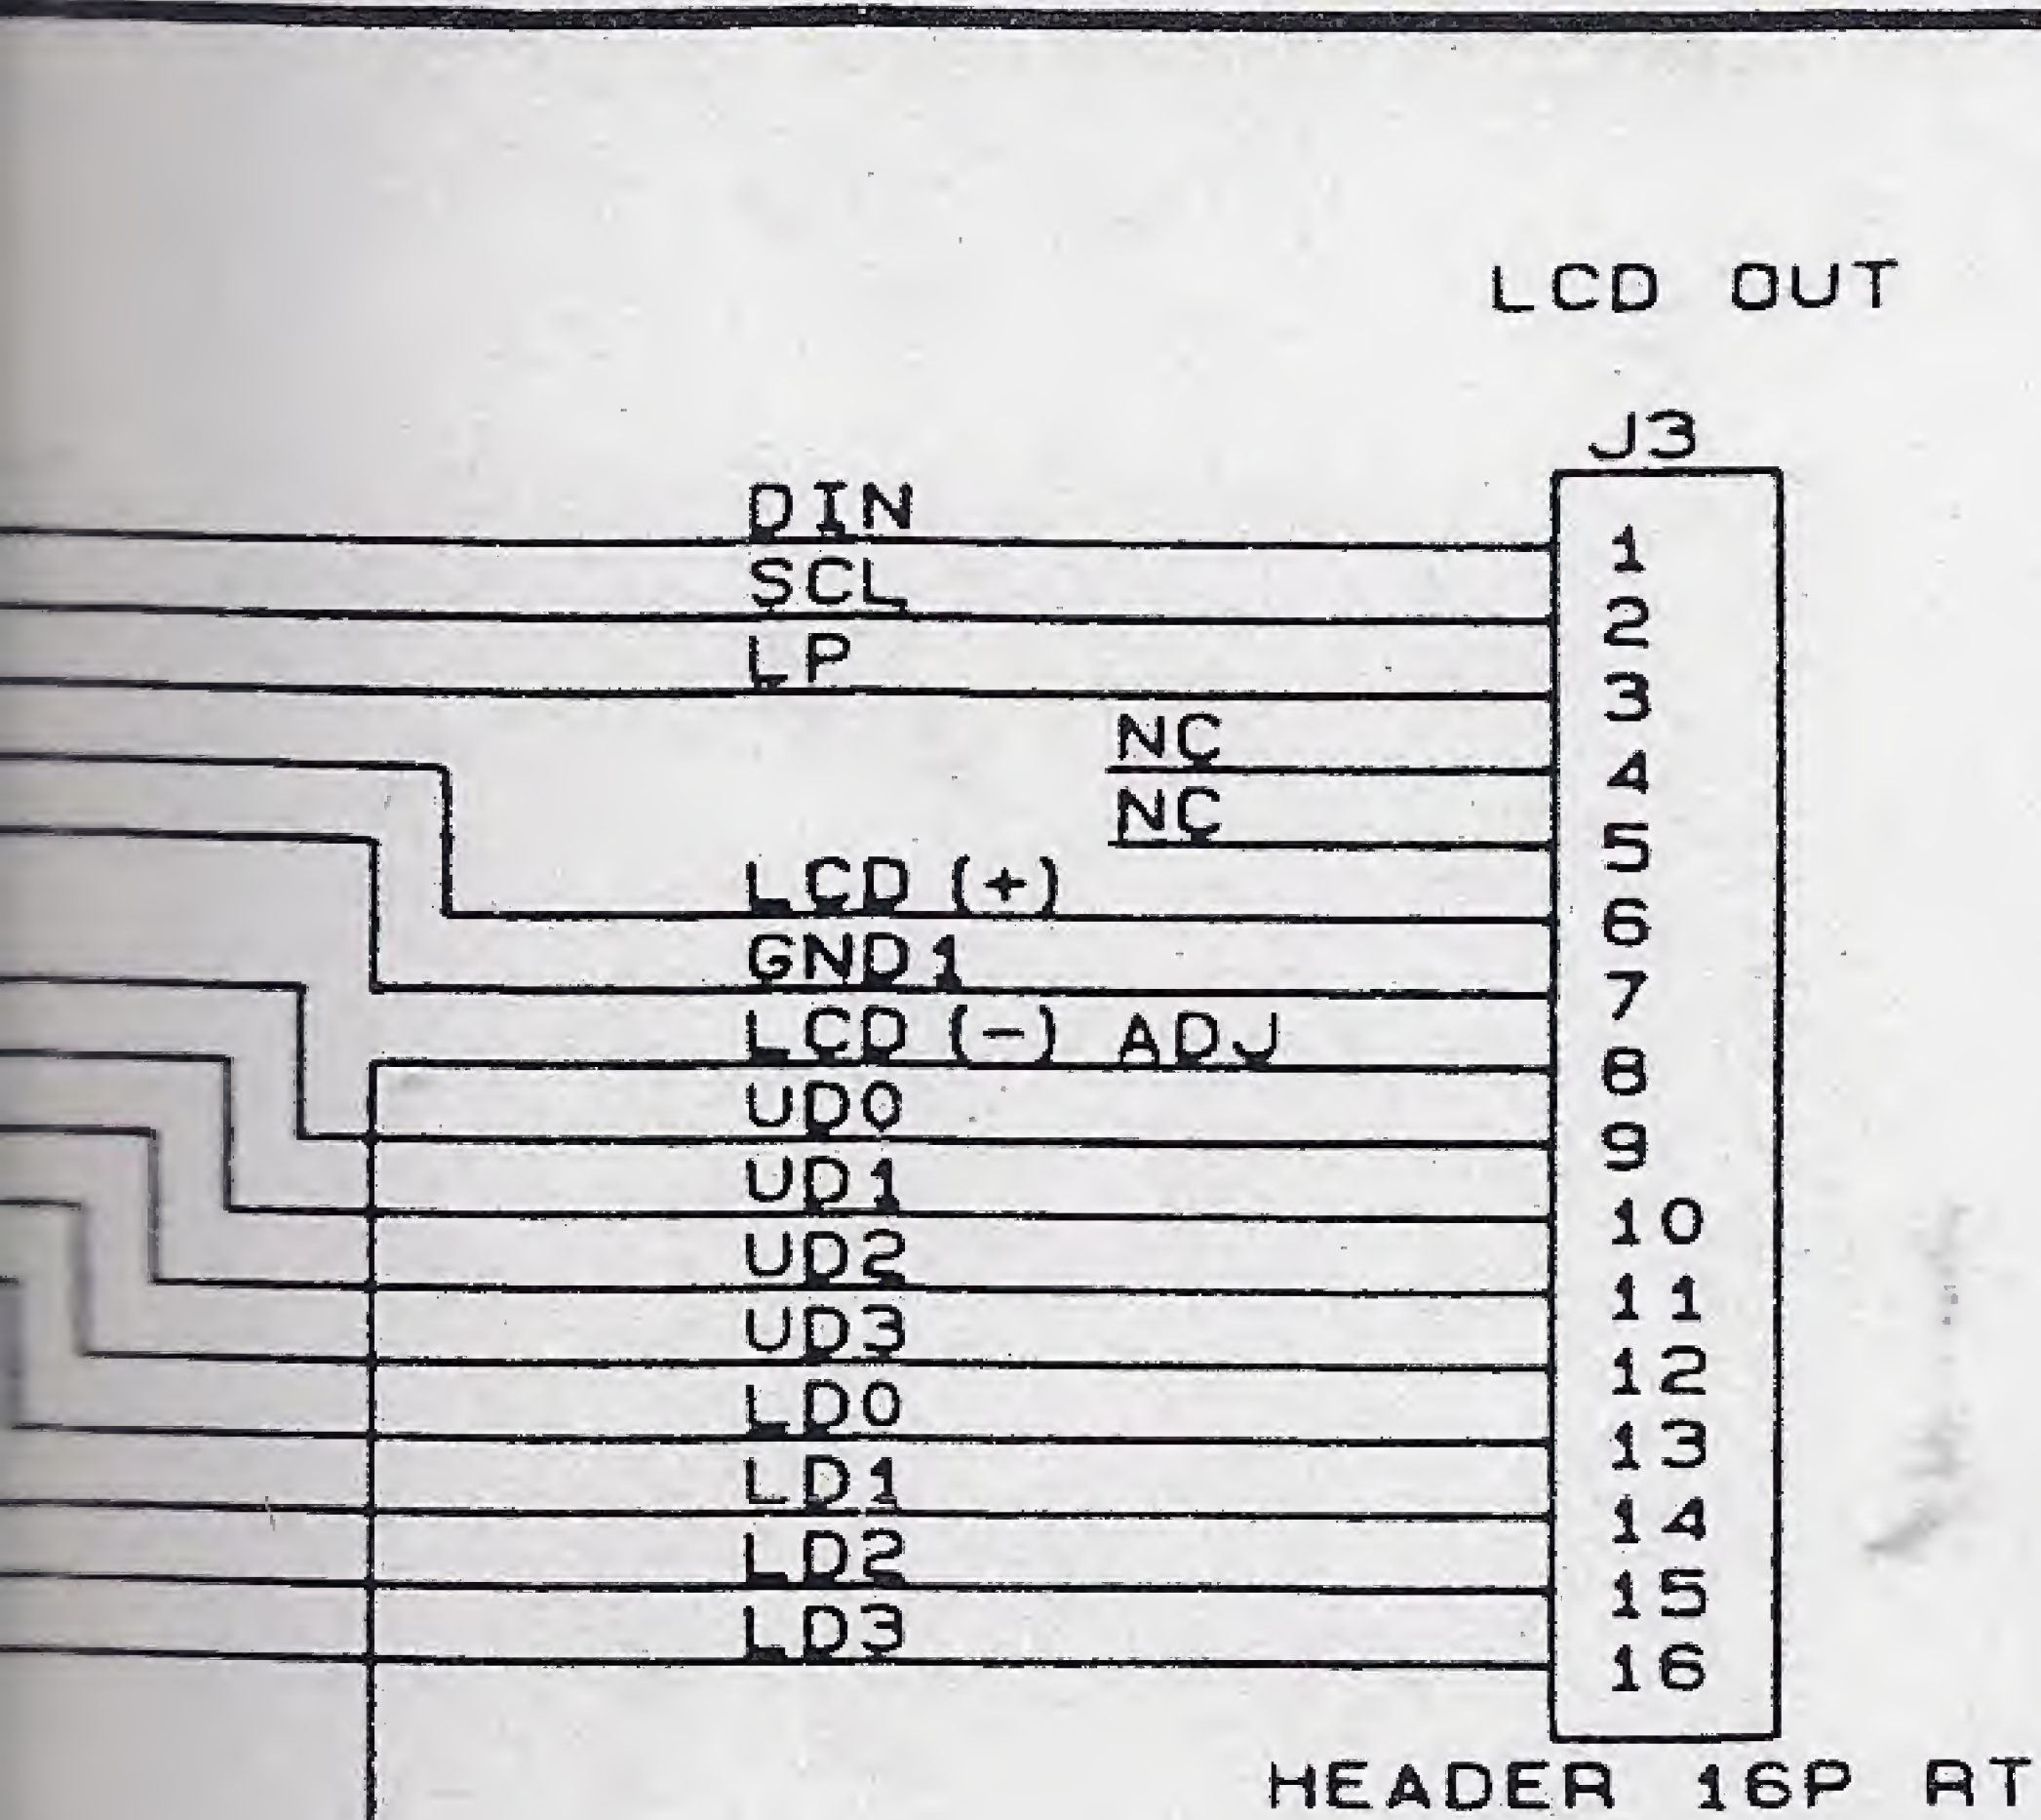 LCD OUT
J3
DIN 1
SCL 2
LP 3
NC 4
NC 5
LCD (+) 6
GND1 7
LCD (-) ADJ 8
UD0 9
UD1 10
UD2 11
UD3 12
LD0 13
LD1 14
LD2 15
LD3 16
HEADER 16P RT